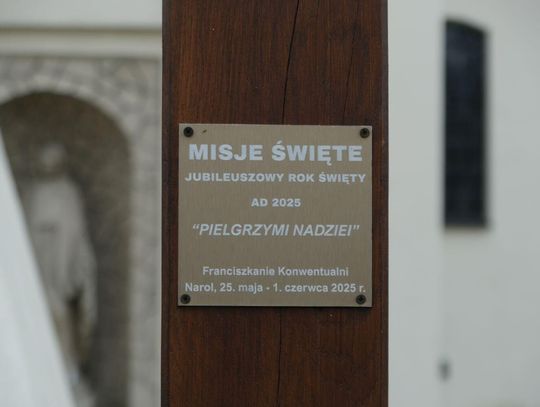 MISJE ŚWIĘTE
JUBILEUSZOWY ROK ŚWIĘTY
AD 2025
“PIELGRZYMI NADZIEI”
Franciszkanie Konwentualni
Narol, 25. maja - 1. czerwca 2025 r.